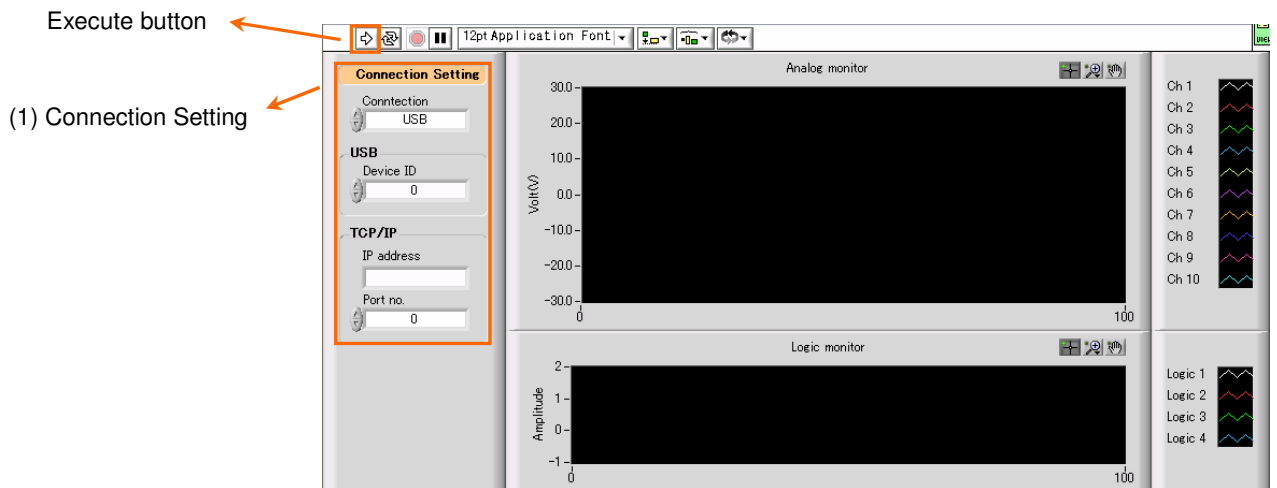 Execute button
12pt Application Font
(1) Connection Setting
Connection Setting
Conntection
USB
USB
Device ID
0
TCP/IP
IP address
Port no.
0
Analog monitor
Volt(V)
30.0
20.0
10.0
0.0
-10.0
-20.0
-30.0
0
100
Ch 1
Ch 2
Ch 3
Ch 4
Ch 5
Ch 6
Ch 7
Ch 8
Ch 9
Ch 10
Logic monitor
Amplitude
2
1
0
-1
0
100
Logic 1
Logic 2
Logic 3
Logic 4